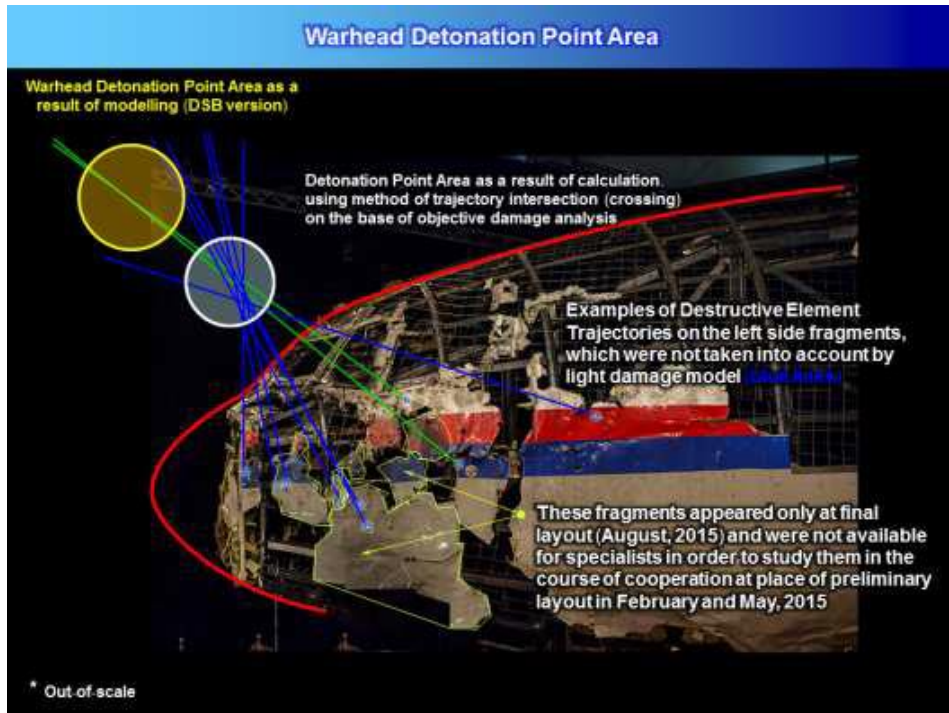 Warhead Detonation Point Area
Warhead Detonation Point Area as a
result of modelling (DSB version)
Detonation Point Area as a result of calculation
using method of trajectory intersection (crossing)
on the base of objective damage analysis
Examples of Destructive Element
Trajectories on the left side fragments,
which were not taken into account by
light damage model
These fragments appeared only at final
layout (August, 2015) and were not available
for specialists in order to study them in the
course of cooperation at place of preliminary
layout in February and May, 2015
* Out-of-scale